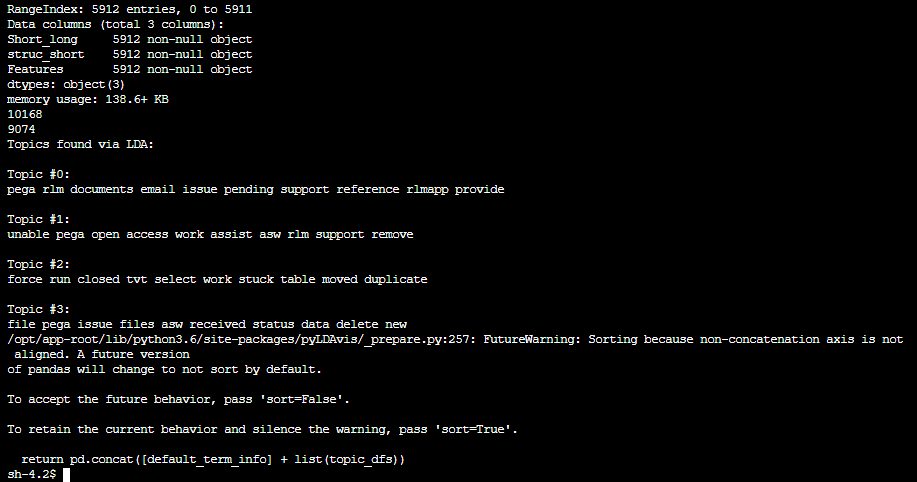 RangeIndex: 5912 entries, 0 to 5911
Data columns (total 3 columns):
Short_long     5912 non-null object
struc_short    5912 non-null object
Features       5912 non-null object
dtypes: object(3)
memory usage: 138.6+ KB
10168
9074
Topics found via LDA:

Topic #0:
pega rlm documents email issue pending support reference rlmapp provide

Topic #1:
unable pega open access work assist asw rlm support remove

Topic #2:
force run closed tvt select work stuck table moved duplicate

Topic #3:
file pega issue files asw received status data delete new
/opt/app-root/lib/python3.6/site-packages/pyLDAvis/_prepare.py:257: FutureWarning: Sorting because non-concatenation axis is not
 aligned. A future version
of pandas will change to not sort by default.

To accept the future behavior, pass 'sort=False'.

To retain the current behavior and silence the warning, pass 'sort=True'.

  return pd.concat([default_term_info] + list(topic_dfs))
sh-4.2$